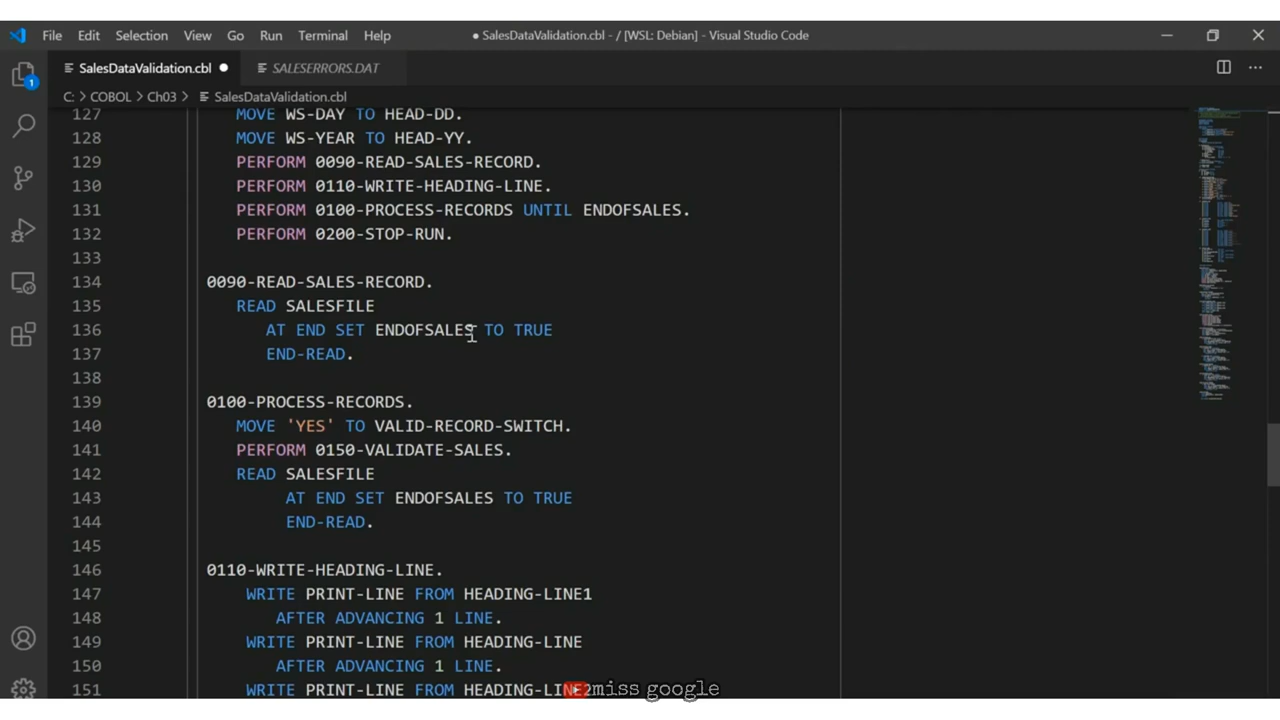 File Edit Selection View Go Run Terminal Help ● SalesDataValidation.cbl - / [WSL: Debian] - Visual Studio Code
SalesDataValidation.cbl ● SALESERRORS.DAT
C: > COBOL > Ch03 > SalesDataValidation.cbl
1
127 MOVE WS-DAY TO HEAD-DD.
128 MOVE WS-YEAR TO HEAD-YY.
129 PERFORM 0090-READ-SALES-RECORD.
130 PERFORM 0110-WRITE-HEADING-LINE.
131 PERFORM 0100-PROCESS-RECORDS UNTIL ENDOFSALES.
132 PERFORM 0200-STOP-RUN.
133
134 0090-READ-SALES-RECORD.
135 READ SALESFILE
136 AT END SET ENDOFSALES TO TRUE
137 END-READ.
138
139 0100-PROCESS-RECORDS.
140 MOVE 'YES' TO VALID-RECORD-SWITCH.
141 PERFORM 0150-VALIDATE-SALES.
142 READ SALESFILE
143 AT END SET ENDOFSALES TO TRUE
144 END-READ.
145
146 0110-WRITE-HEADING-LINE.
147 WRITE PRINT-LINE FROM HEADING-LINE1
148 AFTER ADVANCING 1 LINE.
149 WRITE PRINT-LINE FROM HEADING-LINE
150 AFTER ADVANCING 1 LINE.
151 WRITE PRINT-LINE FROM HEADING-LINE2
miss google